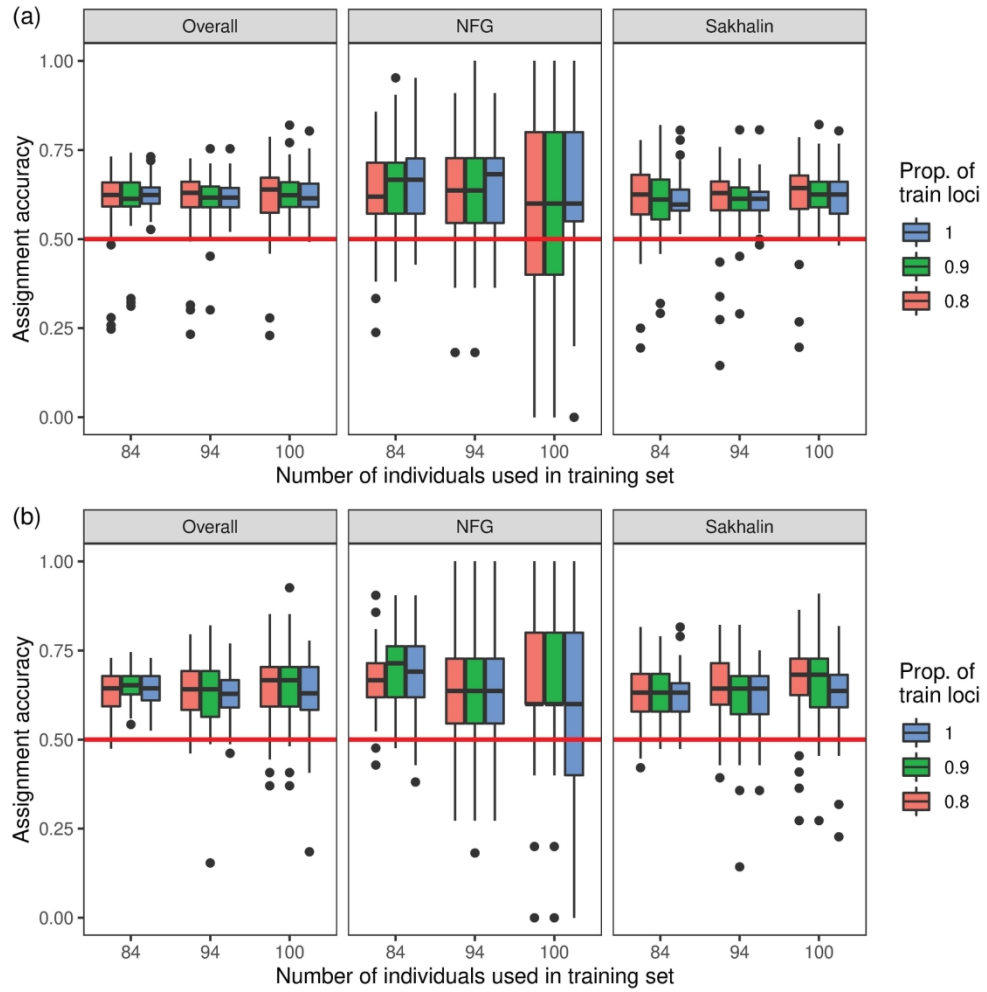 (a)
Overall
NFG
Sakhalin
1.00
0.75
0.50
0.25
0.00
Assignment accuracy
84
94
100
84
94
100
84
94
100
Number of individuals used in training set
Prop. of
train loci
1
0.9
0.8
(b)
Overall
NFG
Sakhalin
1.00
0.75
0.50
0.25
0.00
Assignment accuracy
84
94
100
84
94
100
84
94
100
Number of individuals used in training set
Prop. of
train loci
1
0.9
0.8